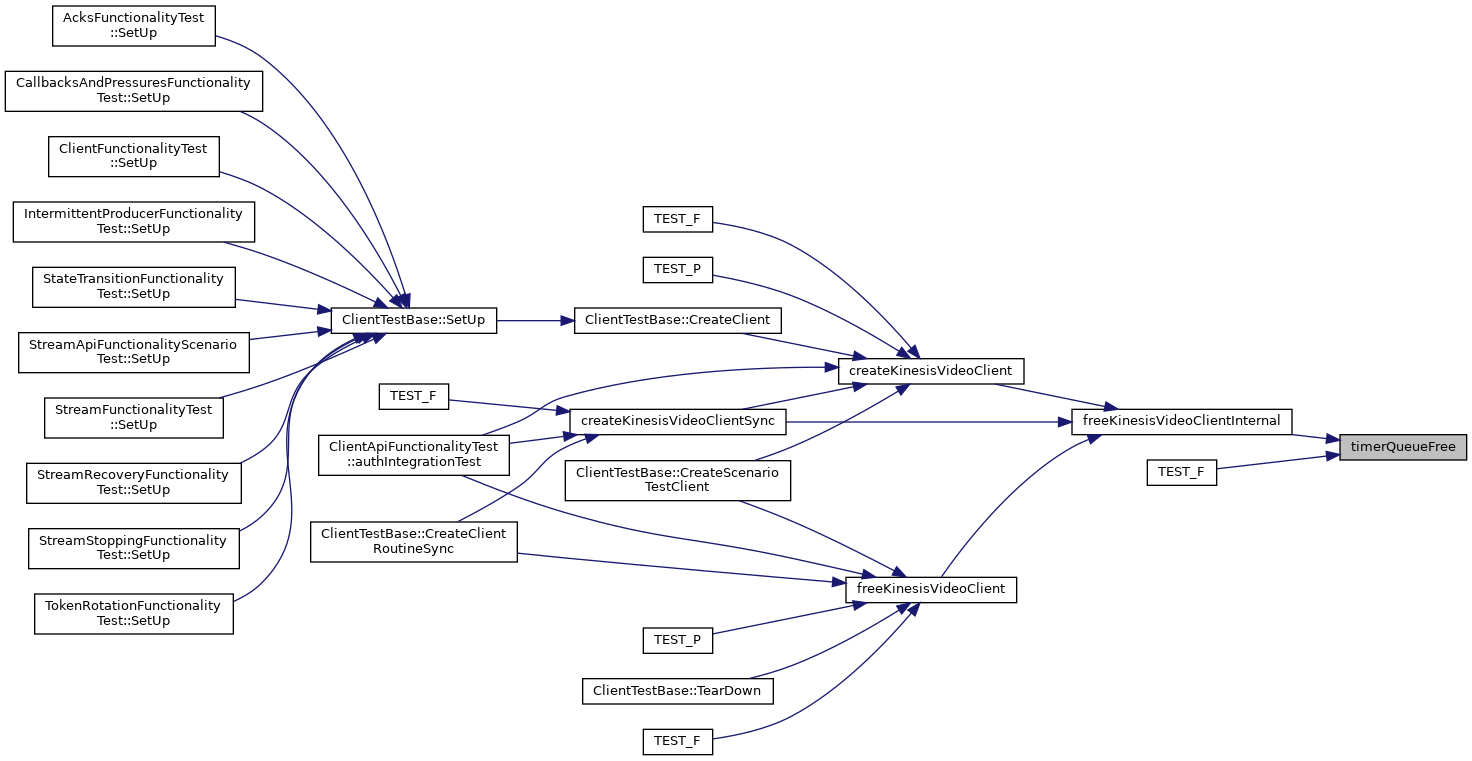 AcksFunctionalityTest
::SetUp
CallbacksAndPressuresFunctionality
Test::SetUp
ClientFunctionalityTest
::SetUp
IntermittentProducerFunctionality
Test::SetUp
StateTransitionFunctionality
Test::SetUp
StreamApiFunctionalityScenario
Test::SetUp
StreamFunctionalityTest
::SetUp
StreamRecoveryFunctionality
Test::SetUp
StreamStoppingFunctionality
Test::SetUp
TokenRotationFunctionality
Test::SetUp
ClientTestBase::SetUp
TEST_F
ClientApiFunctionalityTest
::authIntegrationTest
ClientTestBase::CreateClient
RoutineSync
TEST_F
TEST_P
ClientTestBase::CreateClient
createKinesisVideoClientSync
ClientTestBase::CreateScenario
TestClient
TEST_P
ClientTestBase::TearDown
TEST_F
createKinesisVideoClient
freeKinesisVideoClient
freeKinesisVideoClientInternal
TEST_F
timerQueueFree